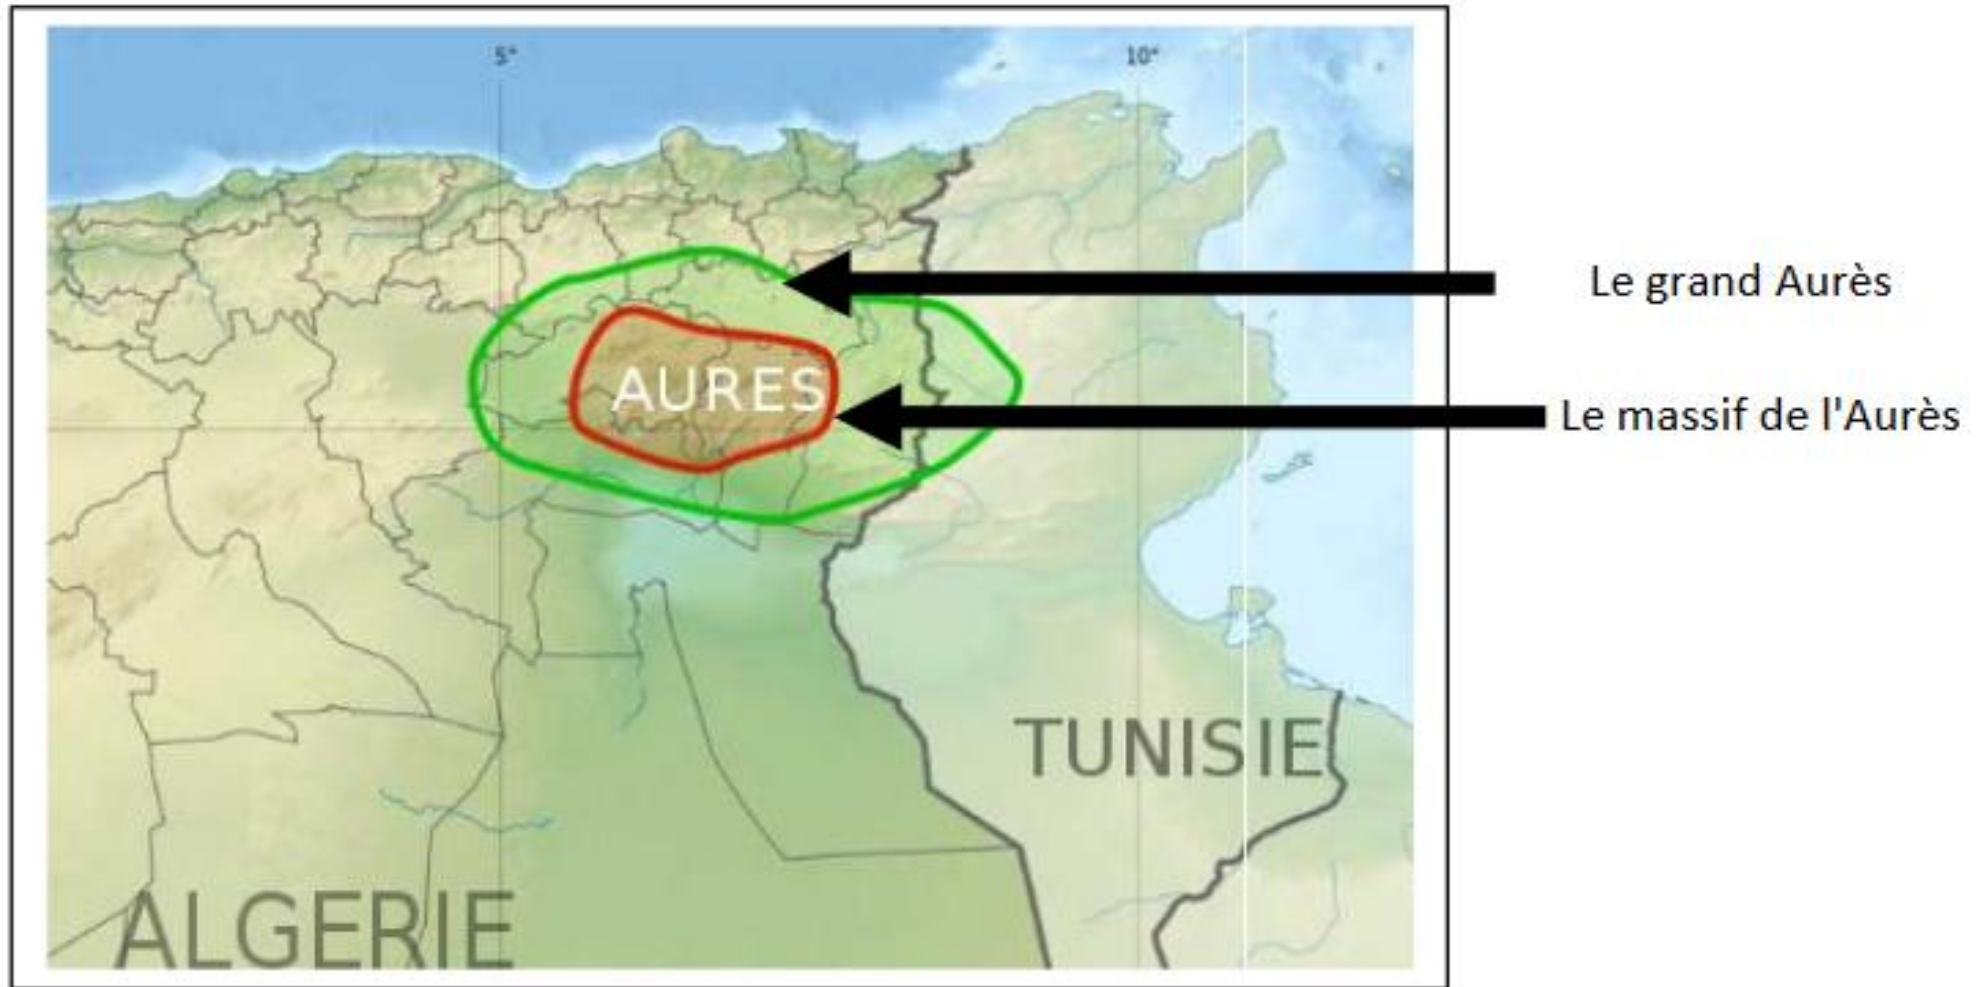 5°
10°
Le grand Aurès
AURES
Le massif de l'Aurès
TUNISIE
ALGERIE